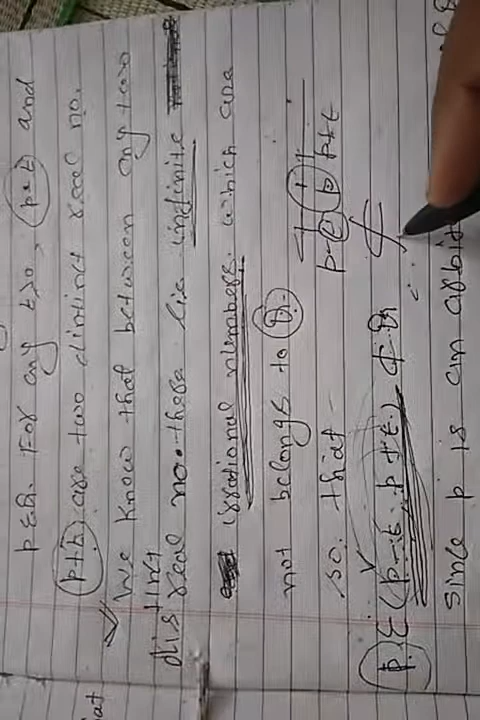 p∈ℚ. For any ε>0, (p-ε) and
(p+ε) are two distinct real no.
We know that between any two
distinct
real no. there lie infinite
irrational numbers. which are
not belongs to ℚ.
so. that
p-ε p p+ε
p ∈ (p-ε, p+ε) ⊄ ℚ
since p is an